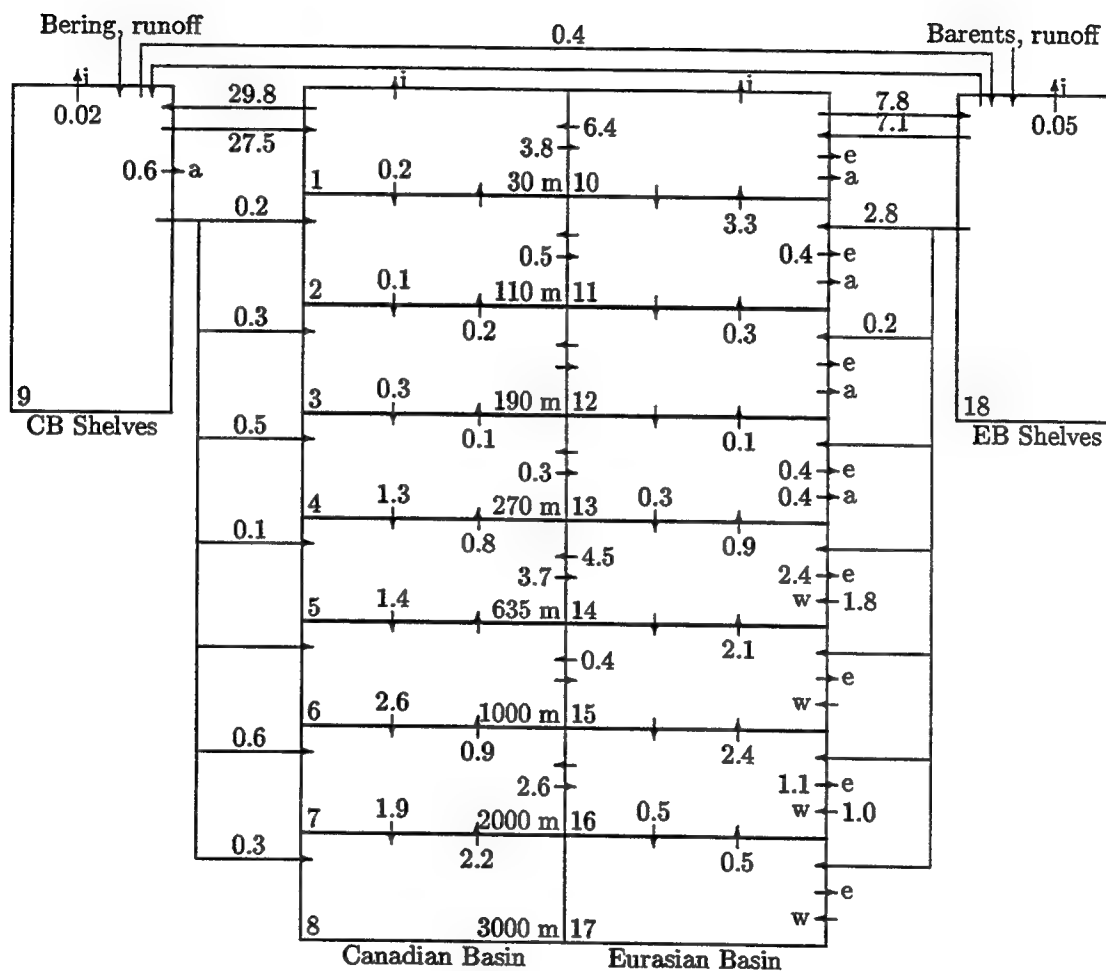 Bering, runoff 0.4 Barents, runoff
i i i i
0.02 29.8 7.8 0.05
27.5 7.1
6.4
3.8 e
0.6 a a
1 0.2 30 m 10
0.2 3.3 2.8
0.5 0.4 e
2 0.1 110 m 11 a
0.3 0.2 0.3 0.2
e
3 0.3 190 m 12 a
9 18
CB Shelves 0.5 0.1 0.1 EB Shelves
0.3 0.4 e
4 1.3 270 m 13 0.3 0.4 a
0.1 0.8 0.9
4.5
3.7 2.4 e
5 1.4 635 m 14 w 1.8
2.1
0.4 e
6 2.6 1000 m 15 w
0.6 0.9 2.4
2.6 1.1 e
7 1.9 2000 m 16 0.5 w 1.0
0.3 2.2 0.5
e
8 3000 m 17 w
Canadian Basin Eurasian Basin